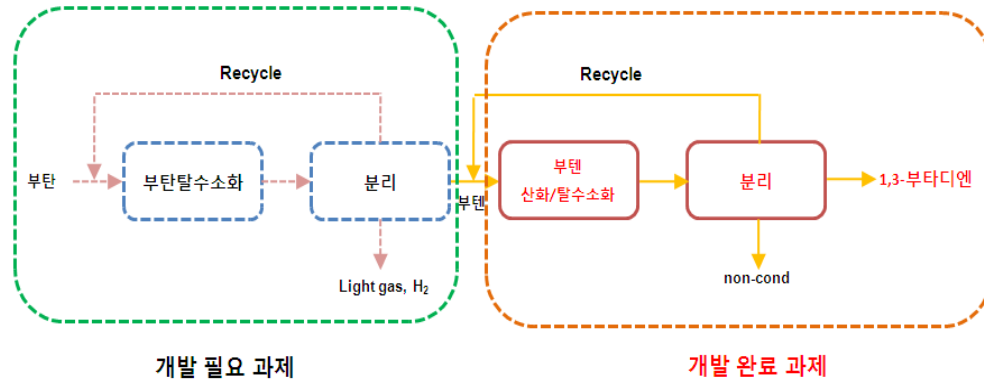 Recycle
Recycle
부탄
부탄탈수소화
분리
부텐
부텐
산화/탈수소화
분리
1,3-부타디엔
Light gas, H₂
non-cond
개발 필요 과제
개발 완료 과제